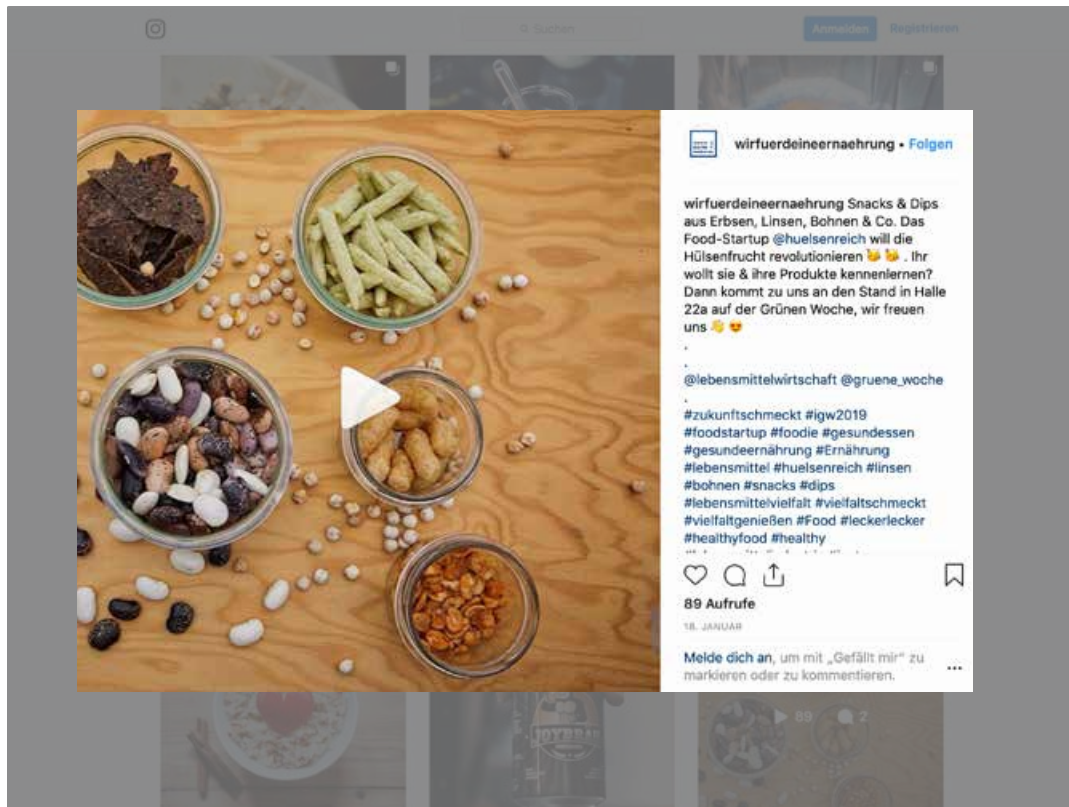 Suchen
Anmelden
Registrieren
wirfuerdeineernaehrung • Folgen
wirfuerdeineernaehrung Snacks & Dips
aus Erbsen, Linsen, Bohnen & Co. Das
Food-Startup @huelsenreich will die
Hülsenfrucht revolutionieren 💪 💪 . Ihr
wollt sie & ihre Produkte kennenlernen?
Dann kommt zu uns an den Stand in Halle
22a auf der Grünen Woche, wir freuen
uns 👋 😍
.
.
@lebensmittelwirtschaft @gruene_woche
.
#zukunftschmeckt #igw2019
#foodstartup #foodie #gesundessen
#gesundeernährung #Ernährung
#lebensmittel #huelsenreich #linsen
#bohnen #snacks #dips
#lebensmittelvielfalt #vielfaltschmeckt
#vielfaltgenießen #Food #leckerlecker
#healthyfood #healthy
89 Aufrufe
18. JANUAR
Melde dich an, um mit „Gefällt mir“ zu
markieren oder zu kommentieren.
89 2
JOYBRÄU